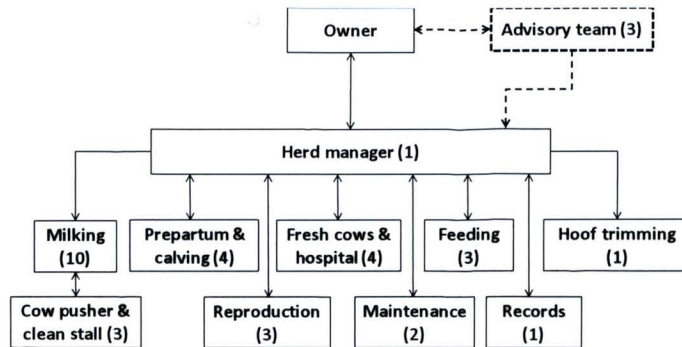 Owner
Advisory team (3)
Herd manager (1)
Milking
(10)
Prepartum &
calving (4)
Fresh cows &
hospital (4)
Feeding
(3)
Hoof trimming
(1)
Cow pusher &
clean stall (3)
Reproduction
(3)
Maintenance
(2)
Records
(1)